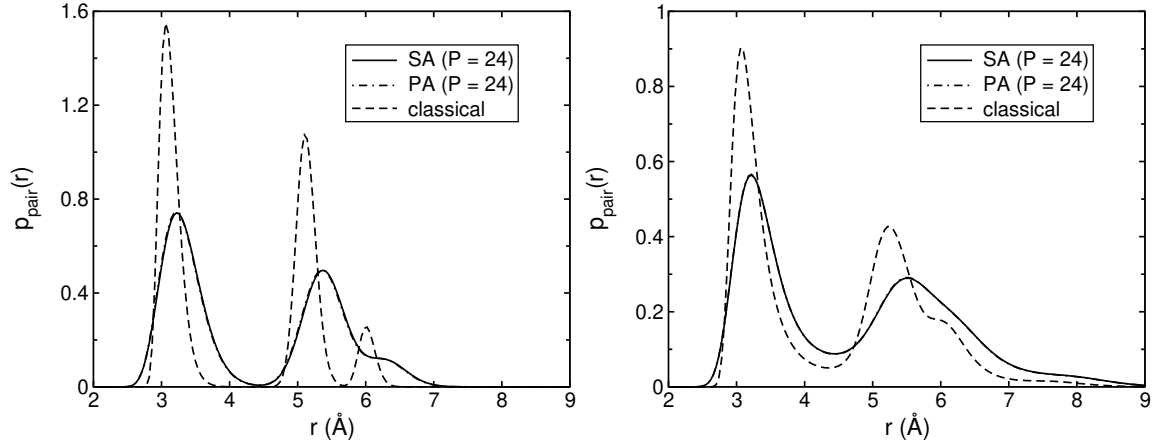 1.6
1.2
0.8
0.4
0
p_pair(r)
SA (P = 24)
PA (P = 24)
classical
2 3 4 5 6 7 8 9
r (Å)
1
0.8
0.6
0.4
0.2
0
p_pair(r)
SA (P = 24)
PA (P = 24)
classical
2 3 4 5 6 7 8 9
r (Å)